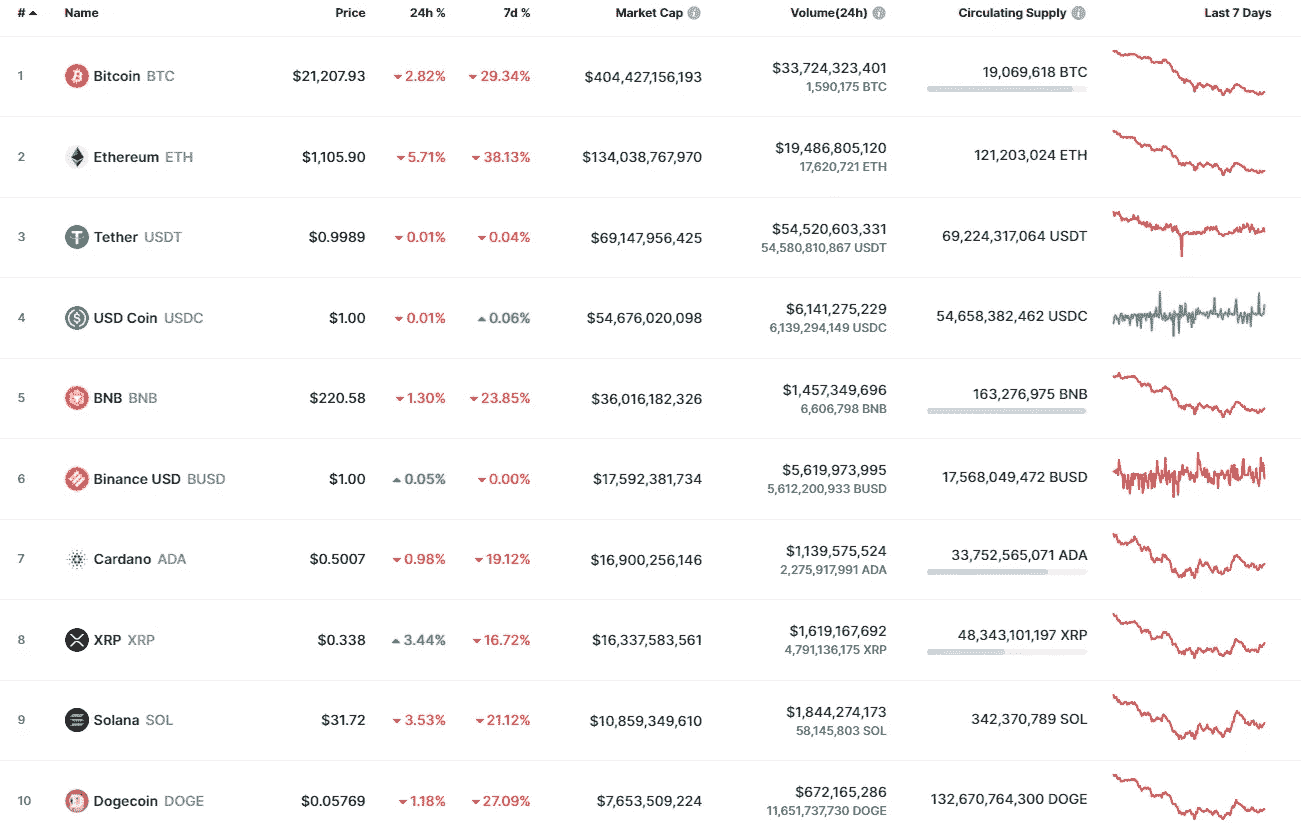 # Name Price 24h % 7d % Market Cap Volume(24h) Circulating Supply Last 7 Days
1 Bitcoin BTC $21,207.93 2.82% 29.34% $404,427,156,193 $33,724,323,401 19,069,618 BTC
1,590,175 BTC
2 Ethereum ETH $1,105.90 5.71% 38.13% $134,038,767,970 $19,486,805,120 121,203,024 ETH
17,620,721 ETH
3 Tether USDT $0.9989 0.01% 0.04% $69,147,956,425 $54,520,603,331 69,224,317,064 USDT
54,580,810,867 USDT
4 USD Coin USDC $1.00 0.01% 0.06% $54,676,020,098 $6,141,275,229 54,658,382,462 USDC
6,139,294,149 USDC
5 BNB BNB $220.58 1.30% 23.85% $36,016,182,326 $1,457,349,696 163,276,975 BNB
6,606,798 BNB
6 Binance USD BUSD $1.00 0.05% 0.00% $17,592,381,734 $5,619,973,995 17,568,049,472 BUSD
5,612,200,933 BUSD
7 Cardano ADA $0.5007 0.98% 19.12% $16,900,256,146 $1,139,575,524 33,752,565,071 ADA
2,275,917,991 ADA
8 XRP XRP $0.338 3.44% 16.72% $16,337,583,561 $1,619,167,692 48,343,101,197 XRP
4,791,136,175 XRP
9 Solana SOL $31.72 3.53% 21.12% $10,859,349,610 $1,844,274,173 342,370,789 SOL
58,145,803 SOL
10 Dogecoin DOGE $0.05769 1.18% 27.09% $7,653,509,224 $672,165,286 132,670,764,300 DOGE
11,651,737,730 DOGE